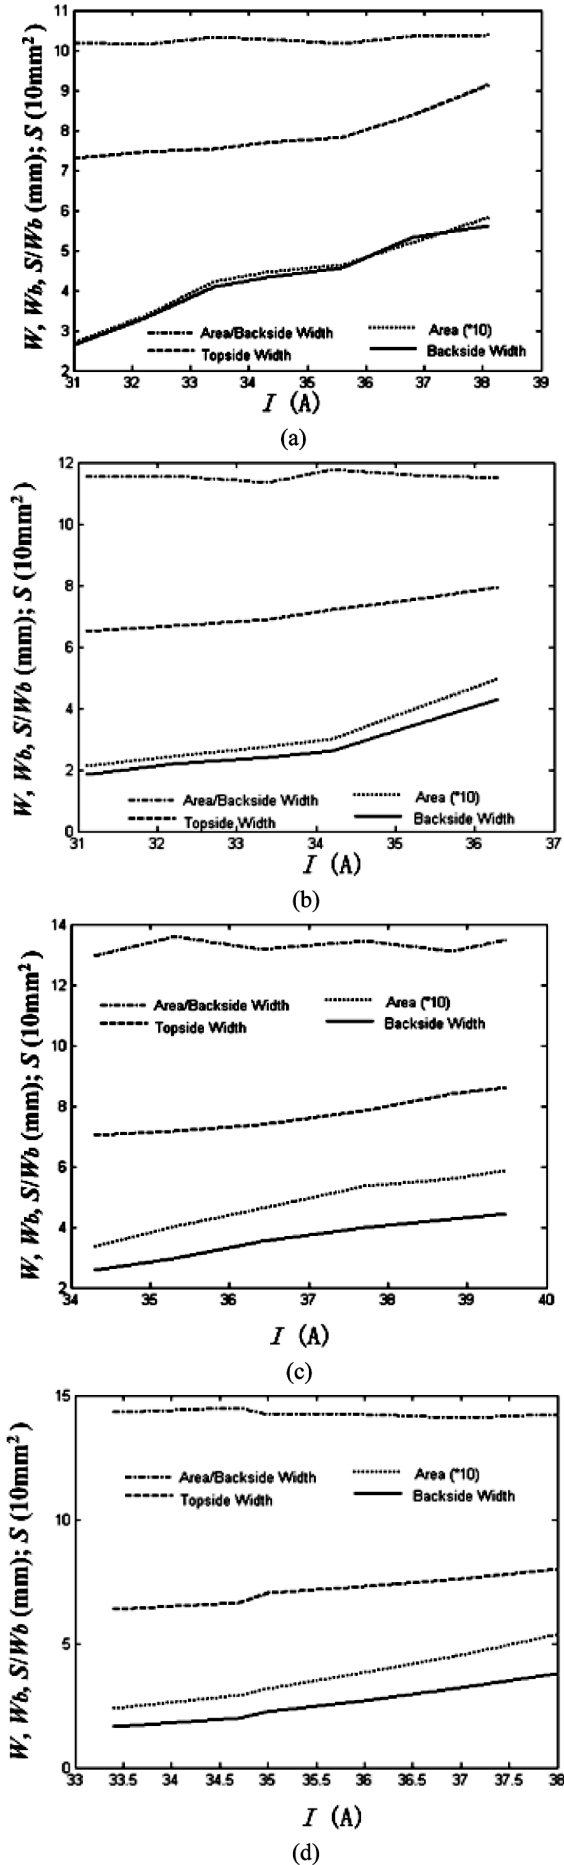 W, Wb, S/Wb (mm); S (10mm²)
11
10
9
8
7
6
5
4
3
2
Area/Backside Width
Area (*10)
Topside Width
Backside Width
31 32 33 34 35 36 37 38 39
I (A)
(a)
W, Wb, S/Wb (mm); S (10mm²)
12
10
8
6
4
2
0
Area/Backside Width
Area (*10)
Topside Width
Backside Width
31 32 33 34 35 36 37
I (A)
(b)
W, Wb, S/Wb (mm); S (10mm²)
14
12
10
8
6
4
2
Area/Backside Width
Area (*10)
Topside Width
Backside Width
34 35 36 37 38 39 40
I (A)
(c)
W, Wb, S/Wb (mm); S (10mm²)
15
10
5
0
Area/Backside Width
Area (*10)
Topside Width
Backside Width
33 33.5 34 34.5 35 35.5 36 36.5 37 37.5 38
I (A)
(d)